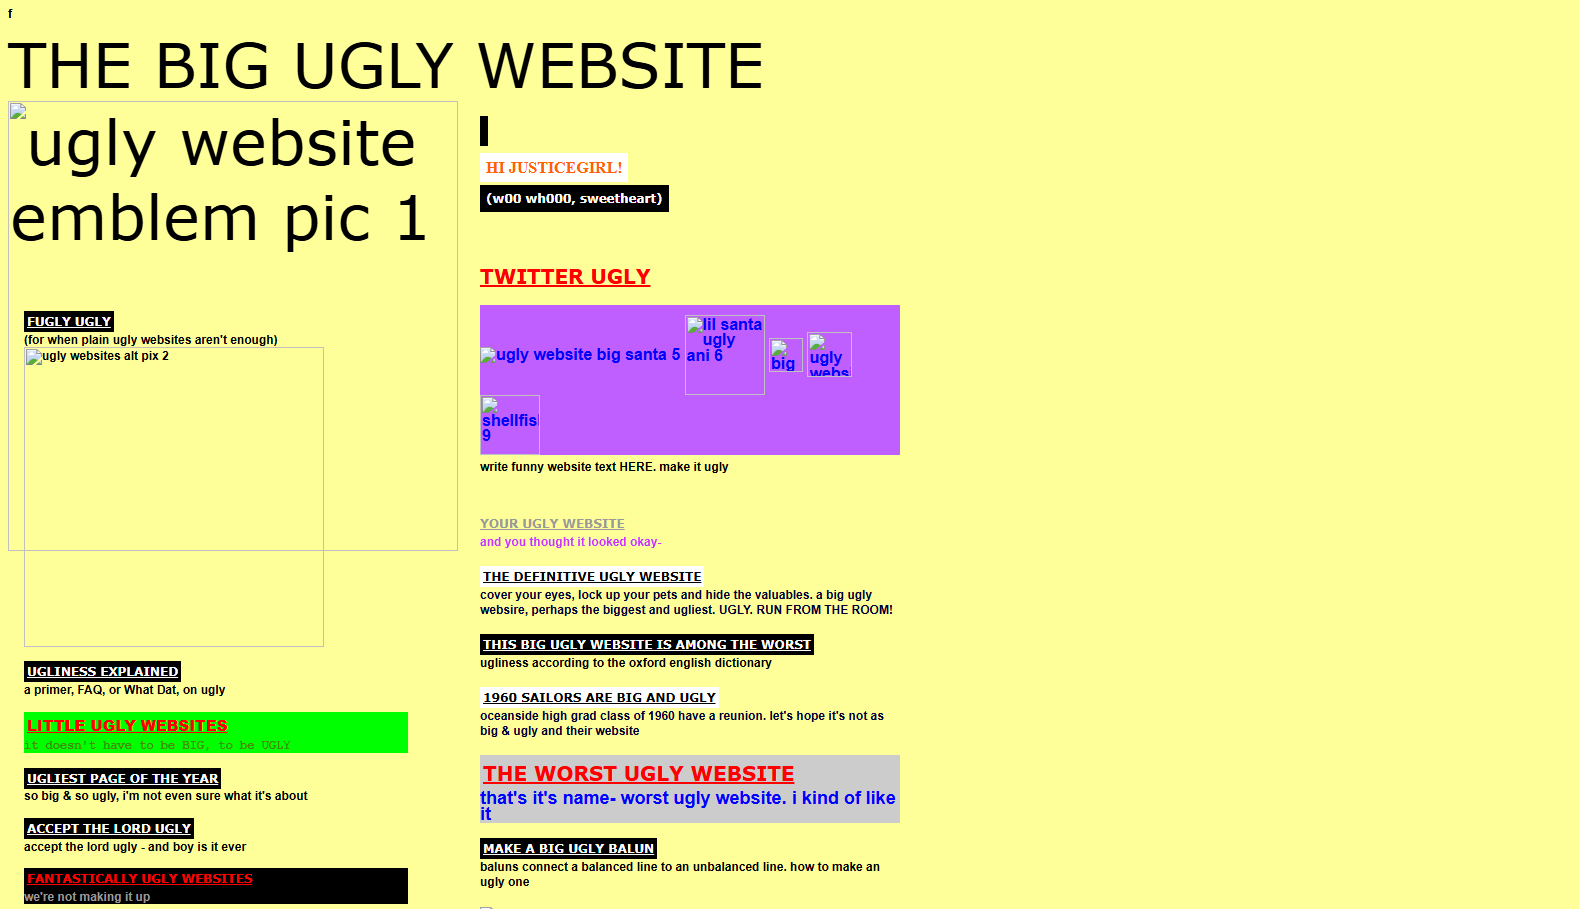 f
THE BIG UGLY WEBSITE
ugly website
emblem pic 1
FUGLY UGLY
(for when plain ugly websites aren't enough)
ugly websites alt pix 2
UGLINESS EXPLAINED
a primer, FAQ, or What Dat, on ugly
LITTLE UGLY WEBSITES
it doesn't have to be BIG, to be UGLY
UGLIEST PAGE OF THE YEAR
so big & so ugly, i'm not even sure what it's about
ACCEPT THE LORD UGLY
accept the lord ugly - and boy is it ever
FANTASTICALLY UGLY WEBSITES
we're not making it up
HI JUSTICEGIRL!
(w00 wh000, sweetheart)
TWITTER UGLY
ugly website big santa 5
lil santa
ugly
ani 6
big
ugly
webs
shellfis
9
write funny website text HERE. make it ugly
YOUR UGLY WEBSITE
and you thought it looked okay-
THE DEFINITIVE UGLY WEBSITE
cover your eyes, lock up your pets and hide the valuables. a big ugly
websire, perhaps the biggest and ugliest. UGLY. RUN FROM THE ROOM!
THIS BIG UGLY WEBSITE IS AMONG THE WORST
ugliness according to the oxford english dictionary
1960 SAILORS ARE BIG AND UGLY
oceanside high grad class of 1960 have a reunion. let's hope it's not as
big & ugly and their website
THE WORST UGLY WEBSITE
that's it's name- worst ugly website. i kind of like
it
MAKE A BIG UGLY BALUN
baluns connect a balanced line to an unbalanced line. how to make an
ugly one